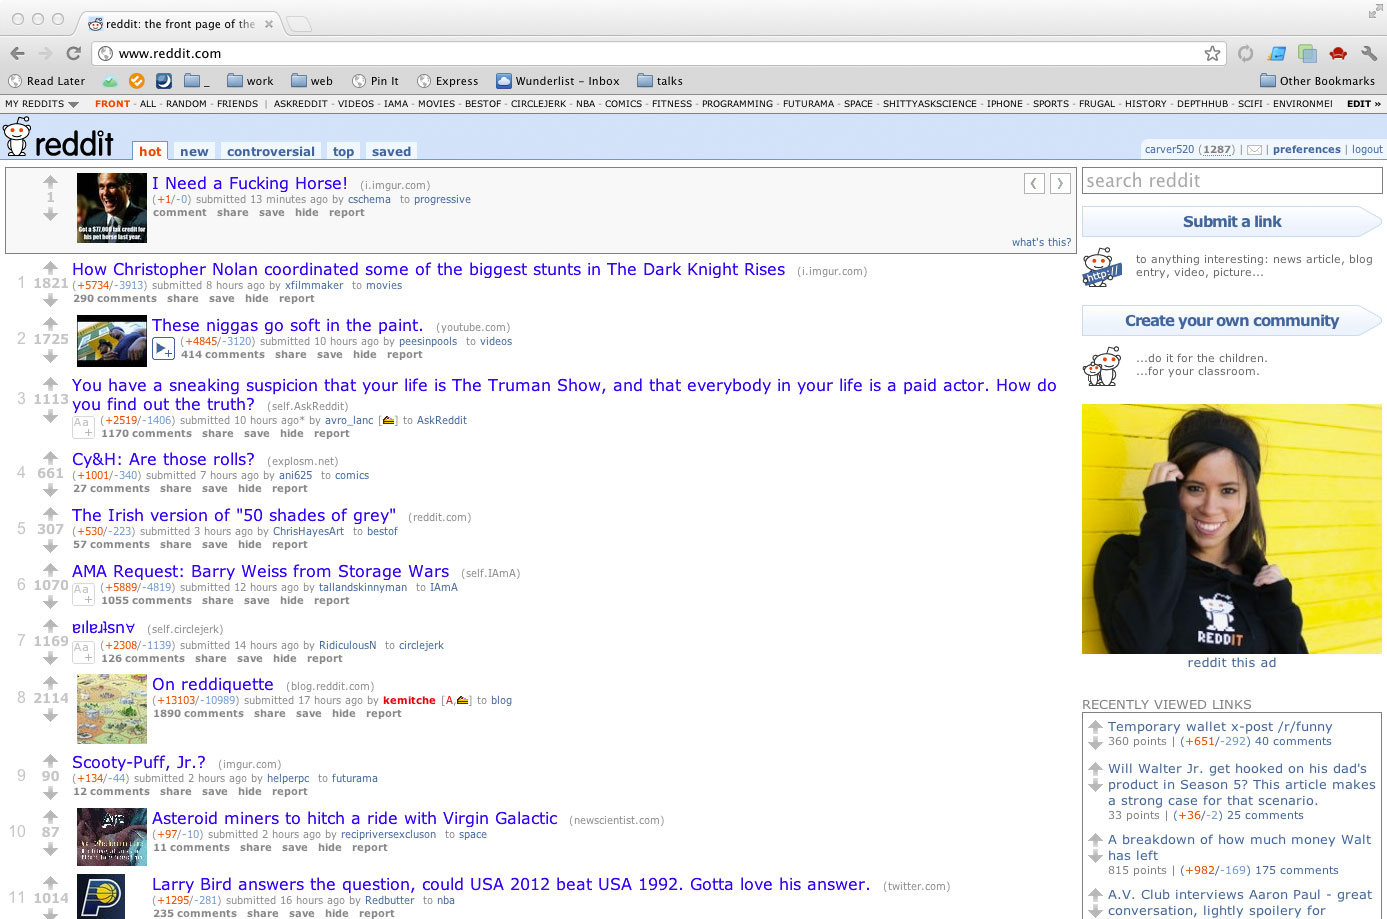 reddit: the front page of the
www.reddit.com
Read Later
_
work
web
Pin It
Express
Wunderlist - Inbox
talks
Other Bookmarks
MY REDDITS FRONT - ALL - RANDOM - FRIENDS | ASKREDDIT - VIDEOS - IAMA - MOVIES - BESTOF - CIRCLEJERK - NBA - COMICS - FITNESS - PROGRAMMING - FUTURAMA - SPACE - SHITTYASKSCIENCE - IPHONE - SPORTS - FRUGAL - HISTORY - DEPTHHUB - SCIFI - ENVIRONMEI EDIT »
reddit hot new controversial top saved
carver520 (1287) | | preferences | logout
I Need a Fucking Horse! (i.imgur.com)
1
(+1/-0) submitted 13 minutes ago by cschema to progressive
comment share save hide report
Got a $77,000 tax credit for
his pet horse last year.
what's this?
How Christopher Nolan coordinated some of the biggest stunts in The Dark Knight Rises (i.imgur.com)
1 1821 (+5734/-3913) submitted 8 hours ago by xfilmmaker to movies
290 comments share save hide report
These niggas go soft in the paint. (youtube.com)
2 1725 (+4845/-3120) submitted 10 hours ago by peesinpools to videos
414 comments share save hide report
You have a sneaking suspicion that your life is The Truman Show, and that everybody in your life is a paid actor. How do
3 1113 you find out the truth? (self.AskReddit)
Aa (+2519/-1406) submitted 10 hours ago* by avro_lanc [] to AskReddit
1170 comments share save hide report
Cy&H: Are those rolls? (explosm.net)
4 661 (+1001/-340) submitted 7 hours ago by ani625 to comics
27 comments share save hide report
The Irish version of "50 shades of grey" (reddit.com)
5 307 (+530/-223) submitted 3 hours ago by ChrisHayesArt to bestof
57 comments share save hide report
AMA Request: Barry Weiss from Storage Wars (self.IAmA)
6 1070 Aa (+5889/-4819) submitted 12 hours ago by tallandskinnyman to IAmA
1055 comments share save hide report
ɐılɐɹʇsn∀ (self.circlejerk)
7 1169 Aa (+2308/-1139) submitted 14 hours ago by RidiculousN to circlejerk
126 comments share save hide report
On reddiquette (blog.reddit.com)
8 2114 (+13103/-10989) submitted 17 hours ago by kemitche [A,] to blog
1890 comments share save hide report
Scooty-Puff, Jr.? (imgur.com)
9 90 (+134/-44) submitted 2 hours ago by helperpc to futurama
12 comments share save hide report
Asteroid miners to hitch a ride with Virgin Galactic (newscientist.com)
10 87 (+97/-10) submitted 2 hours ago by recipriversexcluson to space
11 comments share save hide report
Larry Bird answers the question, could USA 2012 beat USA 1992. Gotta love his answer. (twitter.com)
11 1014 (+1295/-281) submitted 16 hours ago by Redbutter to nba
235 comments share save hide report
search reddit
Submit a link
http://
to anything interesting: news article, blog
entry, video, picture...
Create your own community
...do it for the children.
...for your classroom.
REDDIT
reddit this ad
RECENTLY VIEWED LINKS
Temporary wallet x-post /r/funny
360 points | (+651/-292) 40 comments
Will Walter Jr. get hooked on his dad's
product in Season 5? This article makes
a strong case for that scenario.
33 points | (+36/-2) 25 comments
A breakdown of how much money Walt
has left
815 points | (+982/-169) 175 comments
A.V. Club interviews Aaron Paul - great
conversation, lightly spoilery for